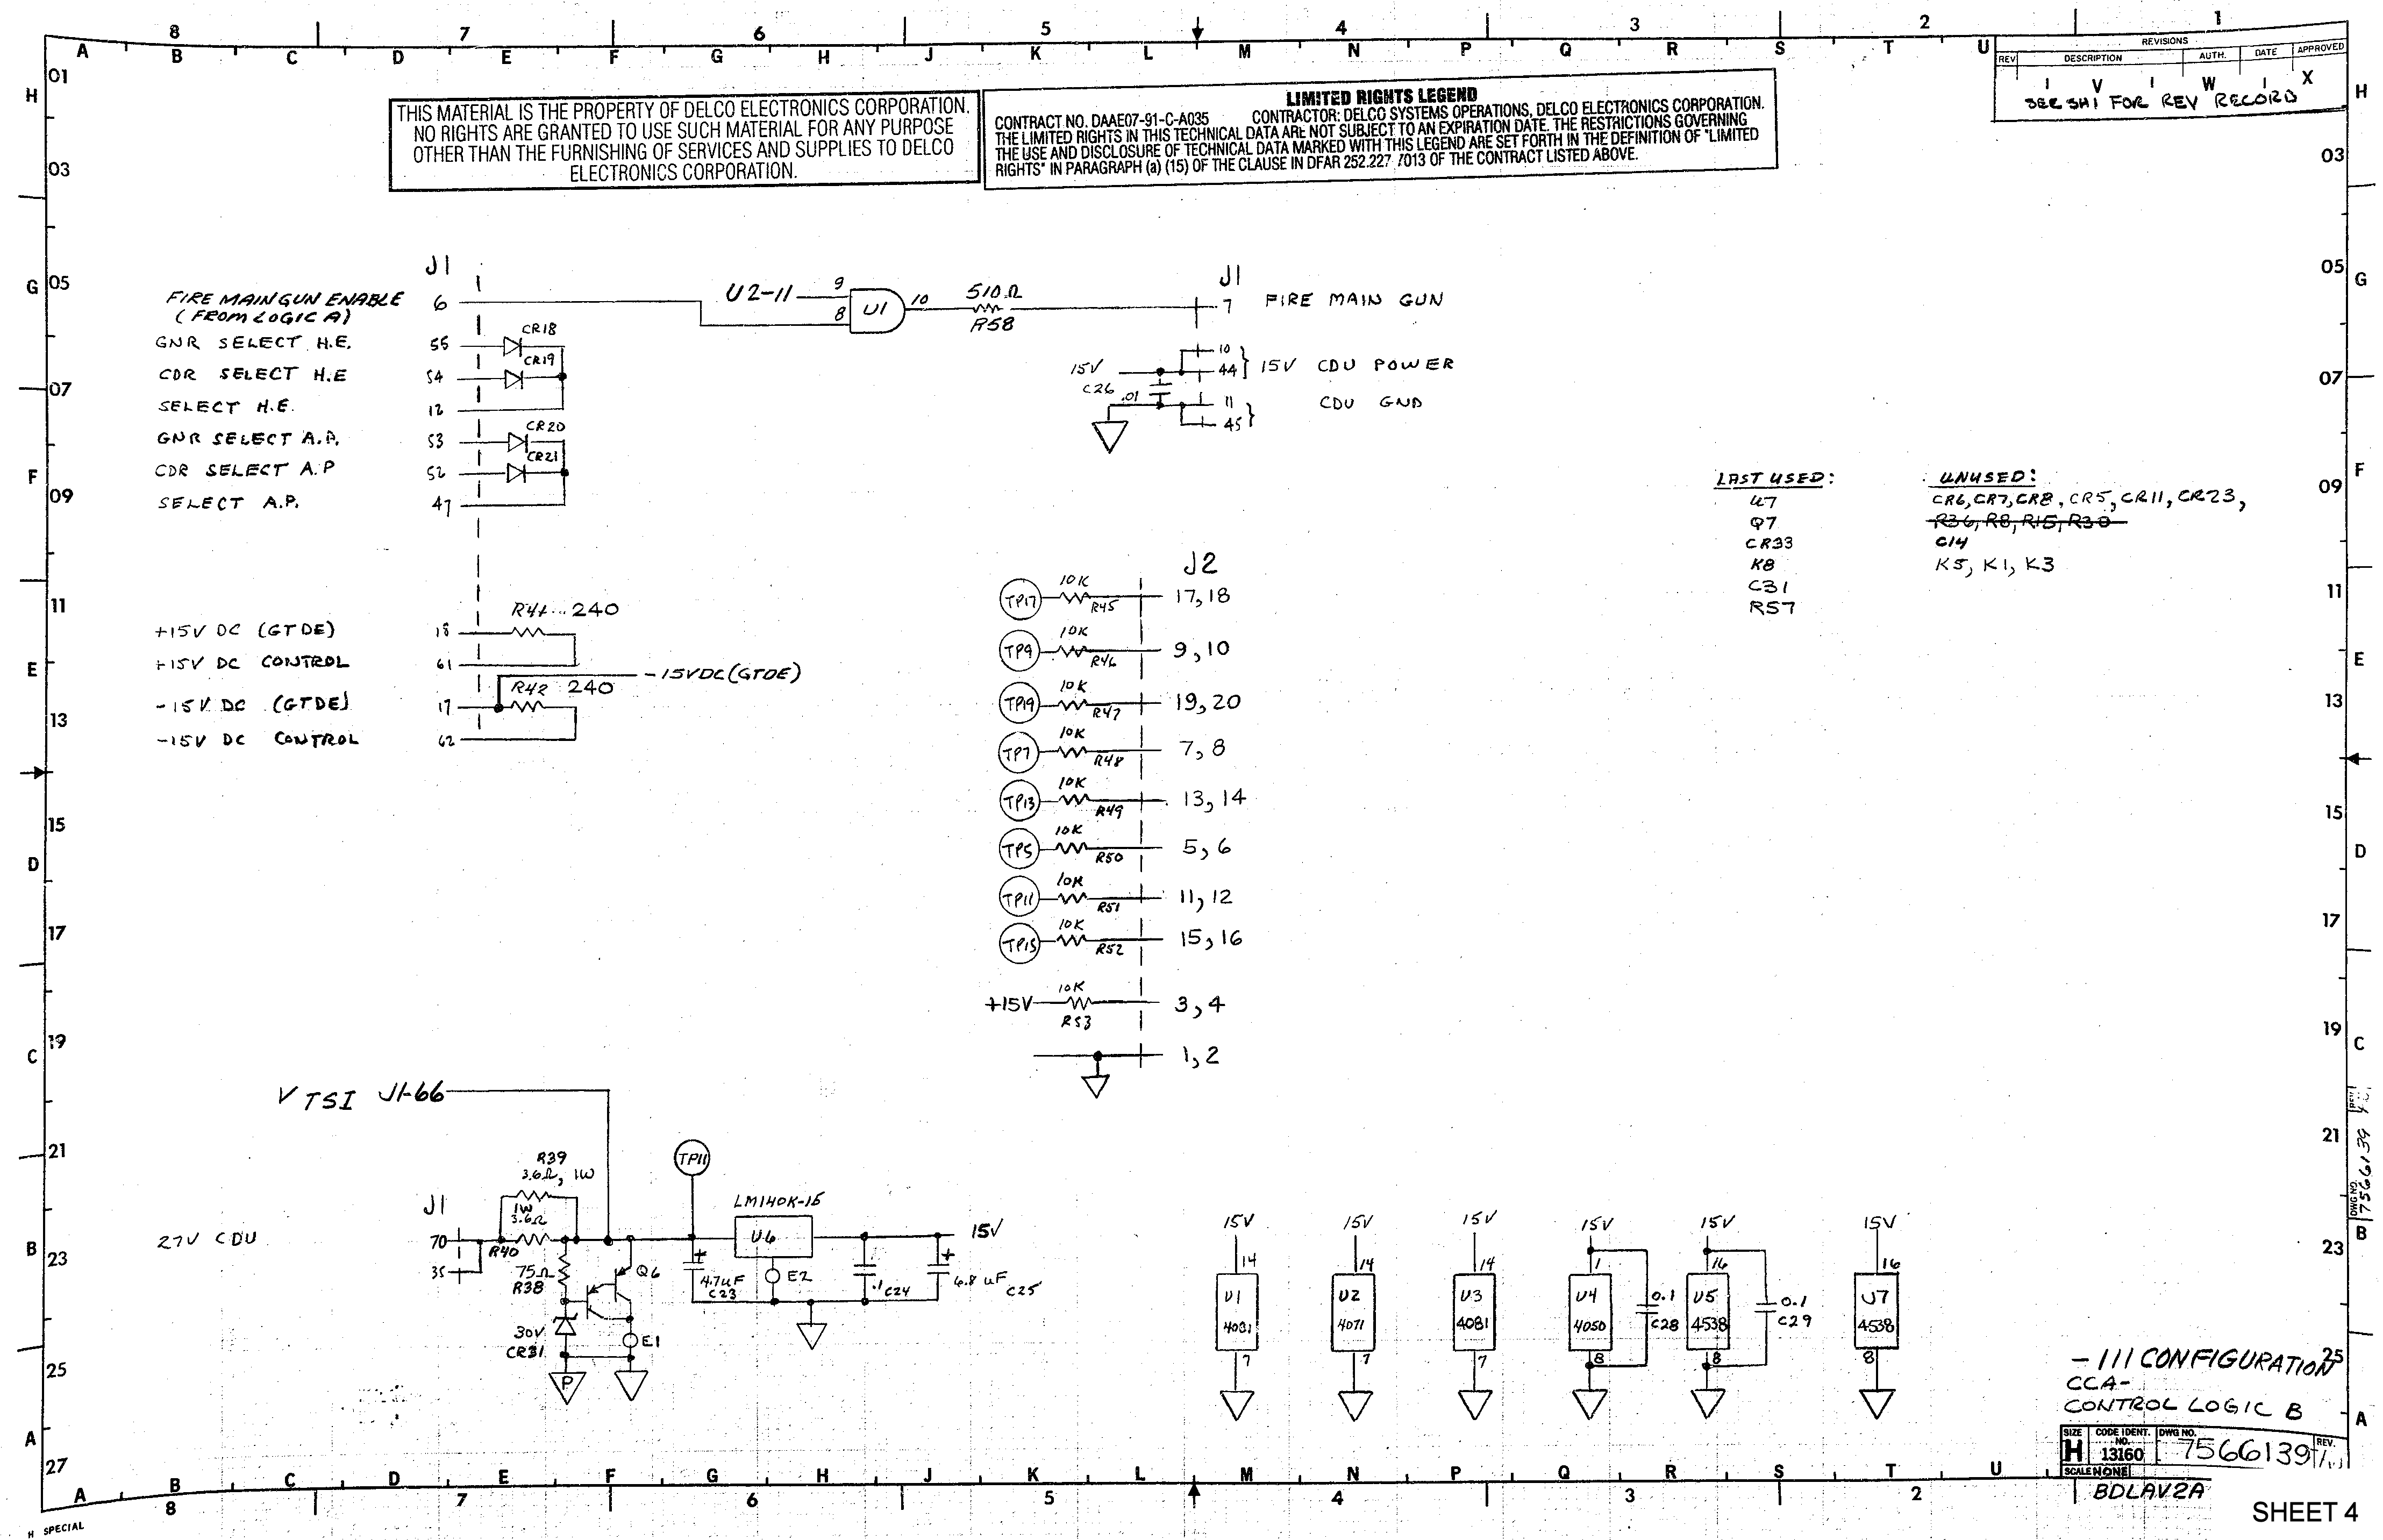 8 7 6 5 4 3 2 1
A B C D E F G H J K L M N P Q R S T U
REVISIONS
REV DESCRIPTION AUTH. DATE APPROVED
V W X
SEE SH1 FOR REV RECORD
THIS MATERIAL IS THE PROPERTY OF DELCO ELECTRONICS CORPORATION.
NO RIGHTS ARE GRANTED TO USE SUCH MATERIAL FOR ANY PURPOSE
OTHER THAN THE FURNISHING OF SERVICES AND SUPPLIES TO DELCO
ELECTRONICS CORPORATION.
LIMITED RIGHTS LEGEND
CONTRACT NO. DAAE07-91-C-A035 CONTRACTOR: DELCO SYSTEMS OPERATIONS, DELCO ELECTRONICS CORPORATION.
THE LIMITED RIGHTS IN THIS TECHNICAL DATA ARE NOT SUBJECT TO AN EXPIRATION DATE. THE RESTRICTIONS GOVERNING
THE USE AND DISCLOSURE OF TECHNICAL DATA MARKED WITH THIS LEGEND ARE SET FORTH IN THE DEFINITION OF "LIMITED
RIGHTS" IN PARAGRAPH (a) (15) OF THE CLAUSE IN DFAR 252.227 7013 OF THE CONTRACT LISTED ABOVE.
H G F E D C B A
01 03 05 07 09 11 13 15 17 19 21 23 25 27
J1
FIRE MAIN GUN ENABLE 6
(FROM LOGIC A)
GNR SELECT H.E. 55 CR18
CDR SELECT H.E 54 CR19
SELECT H.E. 12
GNR SELECT A.P. 53 CR20
CDR SELECT A.P 52 CR21
SELECT A.P. 47
U2-11 9 8 U1 10 510Ω R58
J1
7 FIRE MAIN GUN
15V 10 44 15V CDU POWER
C26 .01 11 45 CDU GND
R41 240
+15V DC (GTDE) 18
+15V DC CONTROL 61
-15VDC (GTDE)
R42 240
-15V DC (GTDE) 17
-15V DC CONTROL 62
J2
TP17 10K R45 17, 18
TP9 10K R46 9, 10
TP19 10K R47 19, 20
TP7 10K R48 7, 8
TP13 10K R49 13, 14
TP5 10K R50 5, 6
TP11 10K R51 11, 12
TP15 10K R52 15, 16
+15V 10K R53 3, 4
1, 2
LAST USED:
U7
Q7
CR33
K8
C31
R57
UNUSED:
CR6, CR7, CR8, CR5, CR11, CR23,
R36, R8, R15, R30
C14
K5, K1, K3
V TSI J1-66
R39
3.6Ω, 1W
TP11
J1
1W
3.6Ω
LM140K-15
27V CDU 70 R40 U6 15V
35 75Ω R38 Q6 4.7UF C23 E2 .1 C24 6.8 UF C25
30V CR31 E1
P
15V 14 U1 4081 7
15V 14 U2 4071 7
15V 14 U3 4081 7
15V 1 U4 4050 8 0.1 C28
15V 16 U5 4538 8 0.1 C29
15V 16 U7 4538 8
-111 CONFIGURATION
CCA-
CONTROL LOGIC B
SIZE H
CODE IDENT. NO. 13160
DWG NO. 7566139
REV.
SCALE NONE
BDLAV2A
DWG NO. 7566139 REV
8 7 6 5 4 3 2
A B C D E F G H J K L M N P Q R S T U
H SPECIAL
SHEET 4